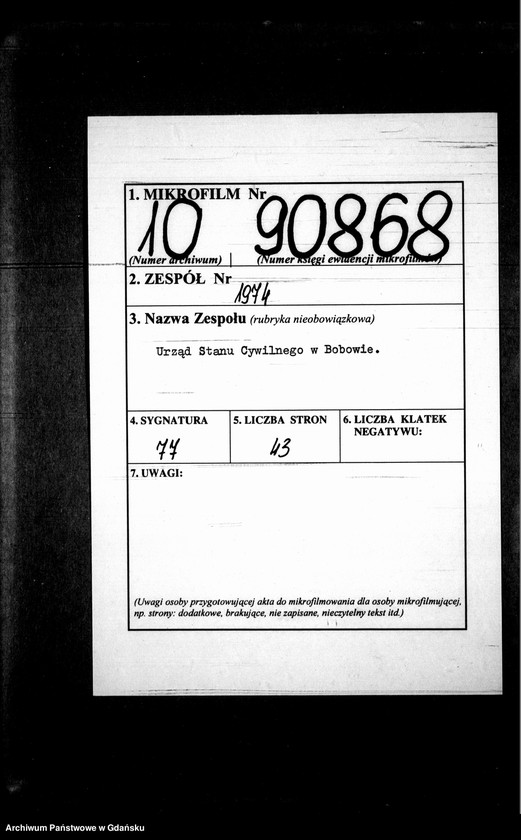 1. MIKROFILM Nr
10 90868
(Numer archiwum) (Numer księgi ewidencji mikrofilmów)
2. ZESPÓŁ Nr
1974
3. Nazwa Zespołu (rubryka nieobowiązkowa)
Urząd Stanu Cywilnego w Bobowie.
4. SYGNATURA 5. LICZBA STRON 6. LICZBA KLATEK
NEGATYWU:
77 43
7. UWAGI:
(Uwagi osoby przygotowującej akta do mikrofilmowania dla osoby mikrofilmującej,
np. strony: dodatkowe, brakujące, nie zapisane, nieczytelny tekst itd.)
Archiwum Państwowe w Gdańsku